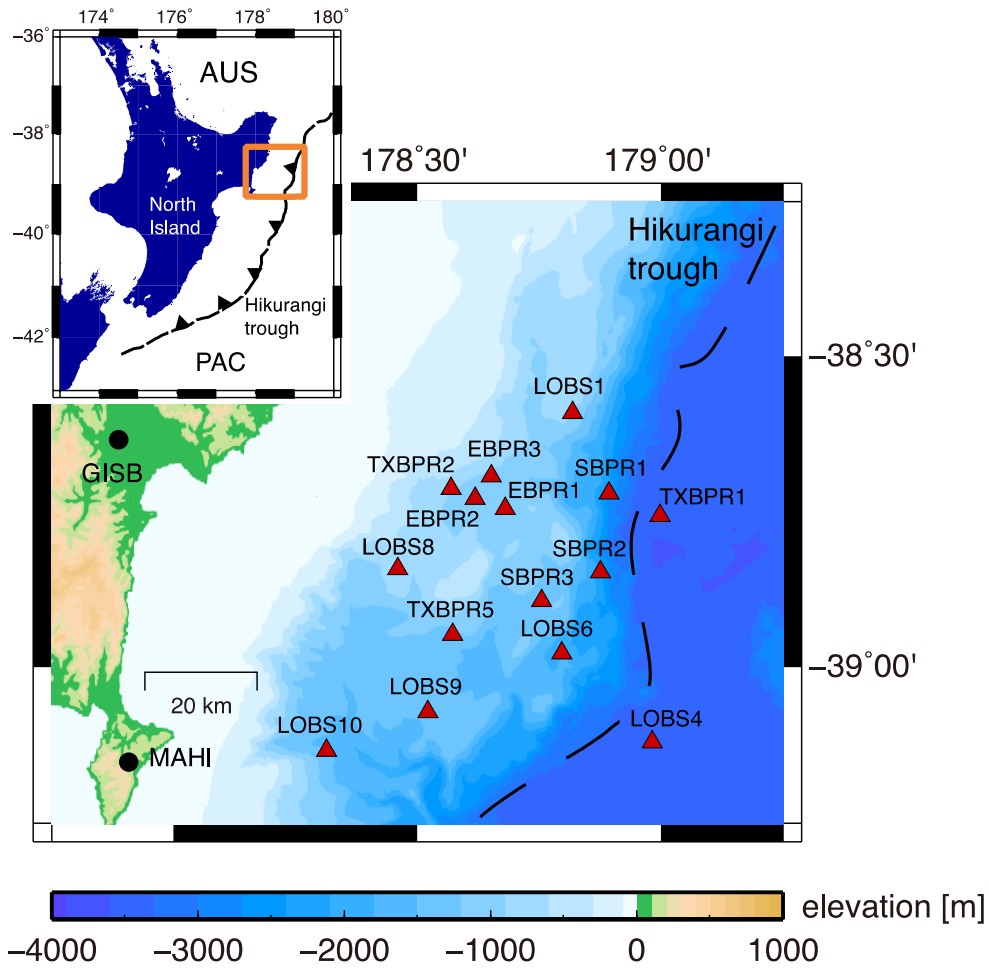 174˚ 176˚ 178˚ 180˚
−36˚
−38˚
−40˚
−42˚
AUS
North
Island
Hikurangi
trough
PAC
178˚30' 179˚00'
Hikurangi
trough
−38˚30'
−39˚00'
LOBS1
EBPR3
TXBPR2
SBPR1
EBPR1
TXBPR1
EBPR2
GISB
LOBS8
SBPR2
SBPR3
TXBPR5
LOBS6
20 km
LOBS9
LOBS10
LOBS4
MAHI
elevation [m]
−4000 −3000 −2000 −1000 0 1000